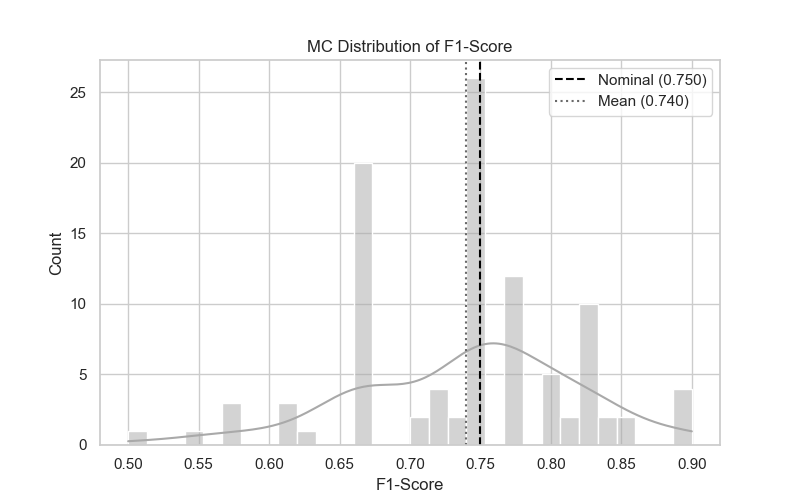 MC Distribution of F1-Score
Nominal (0.750)
Mean (0.740)
25
20
15
10
5
0
Count
0.50 0.55 0.60 0.65 0.70 0.75 0.80 0.85 0.90
F1-Score